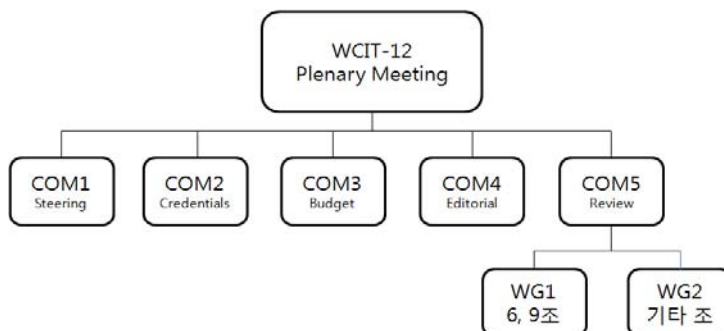 WCIT-12
Plenary Meeting
COM1
Steering
COM2
Credentials
COM3
Budget
COM4
Editorial
COM5
Review
WG1
6, 9조
WG2
기타 조